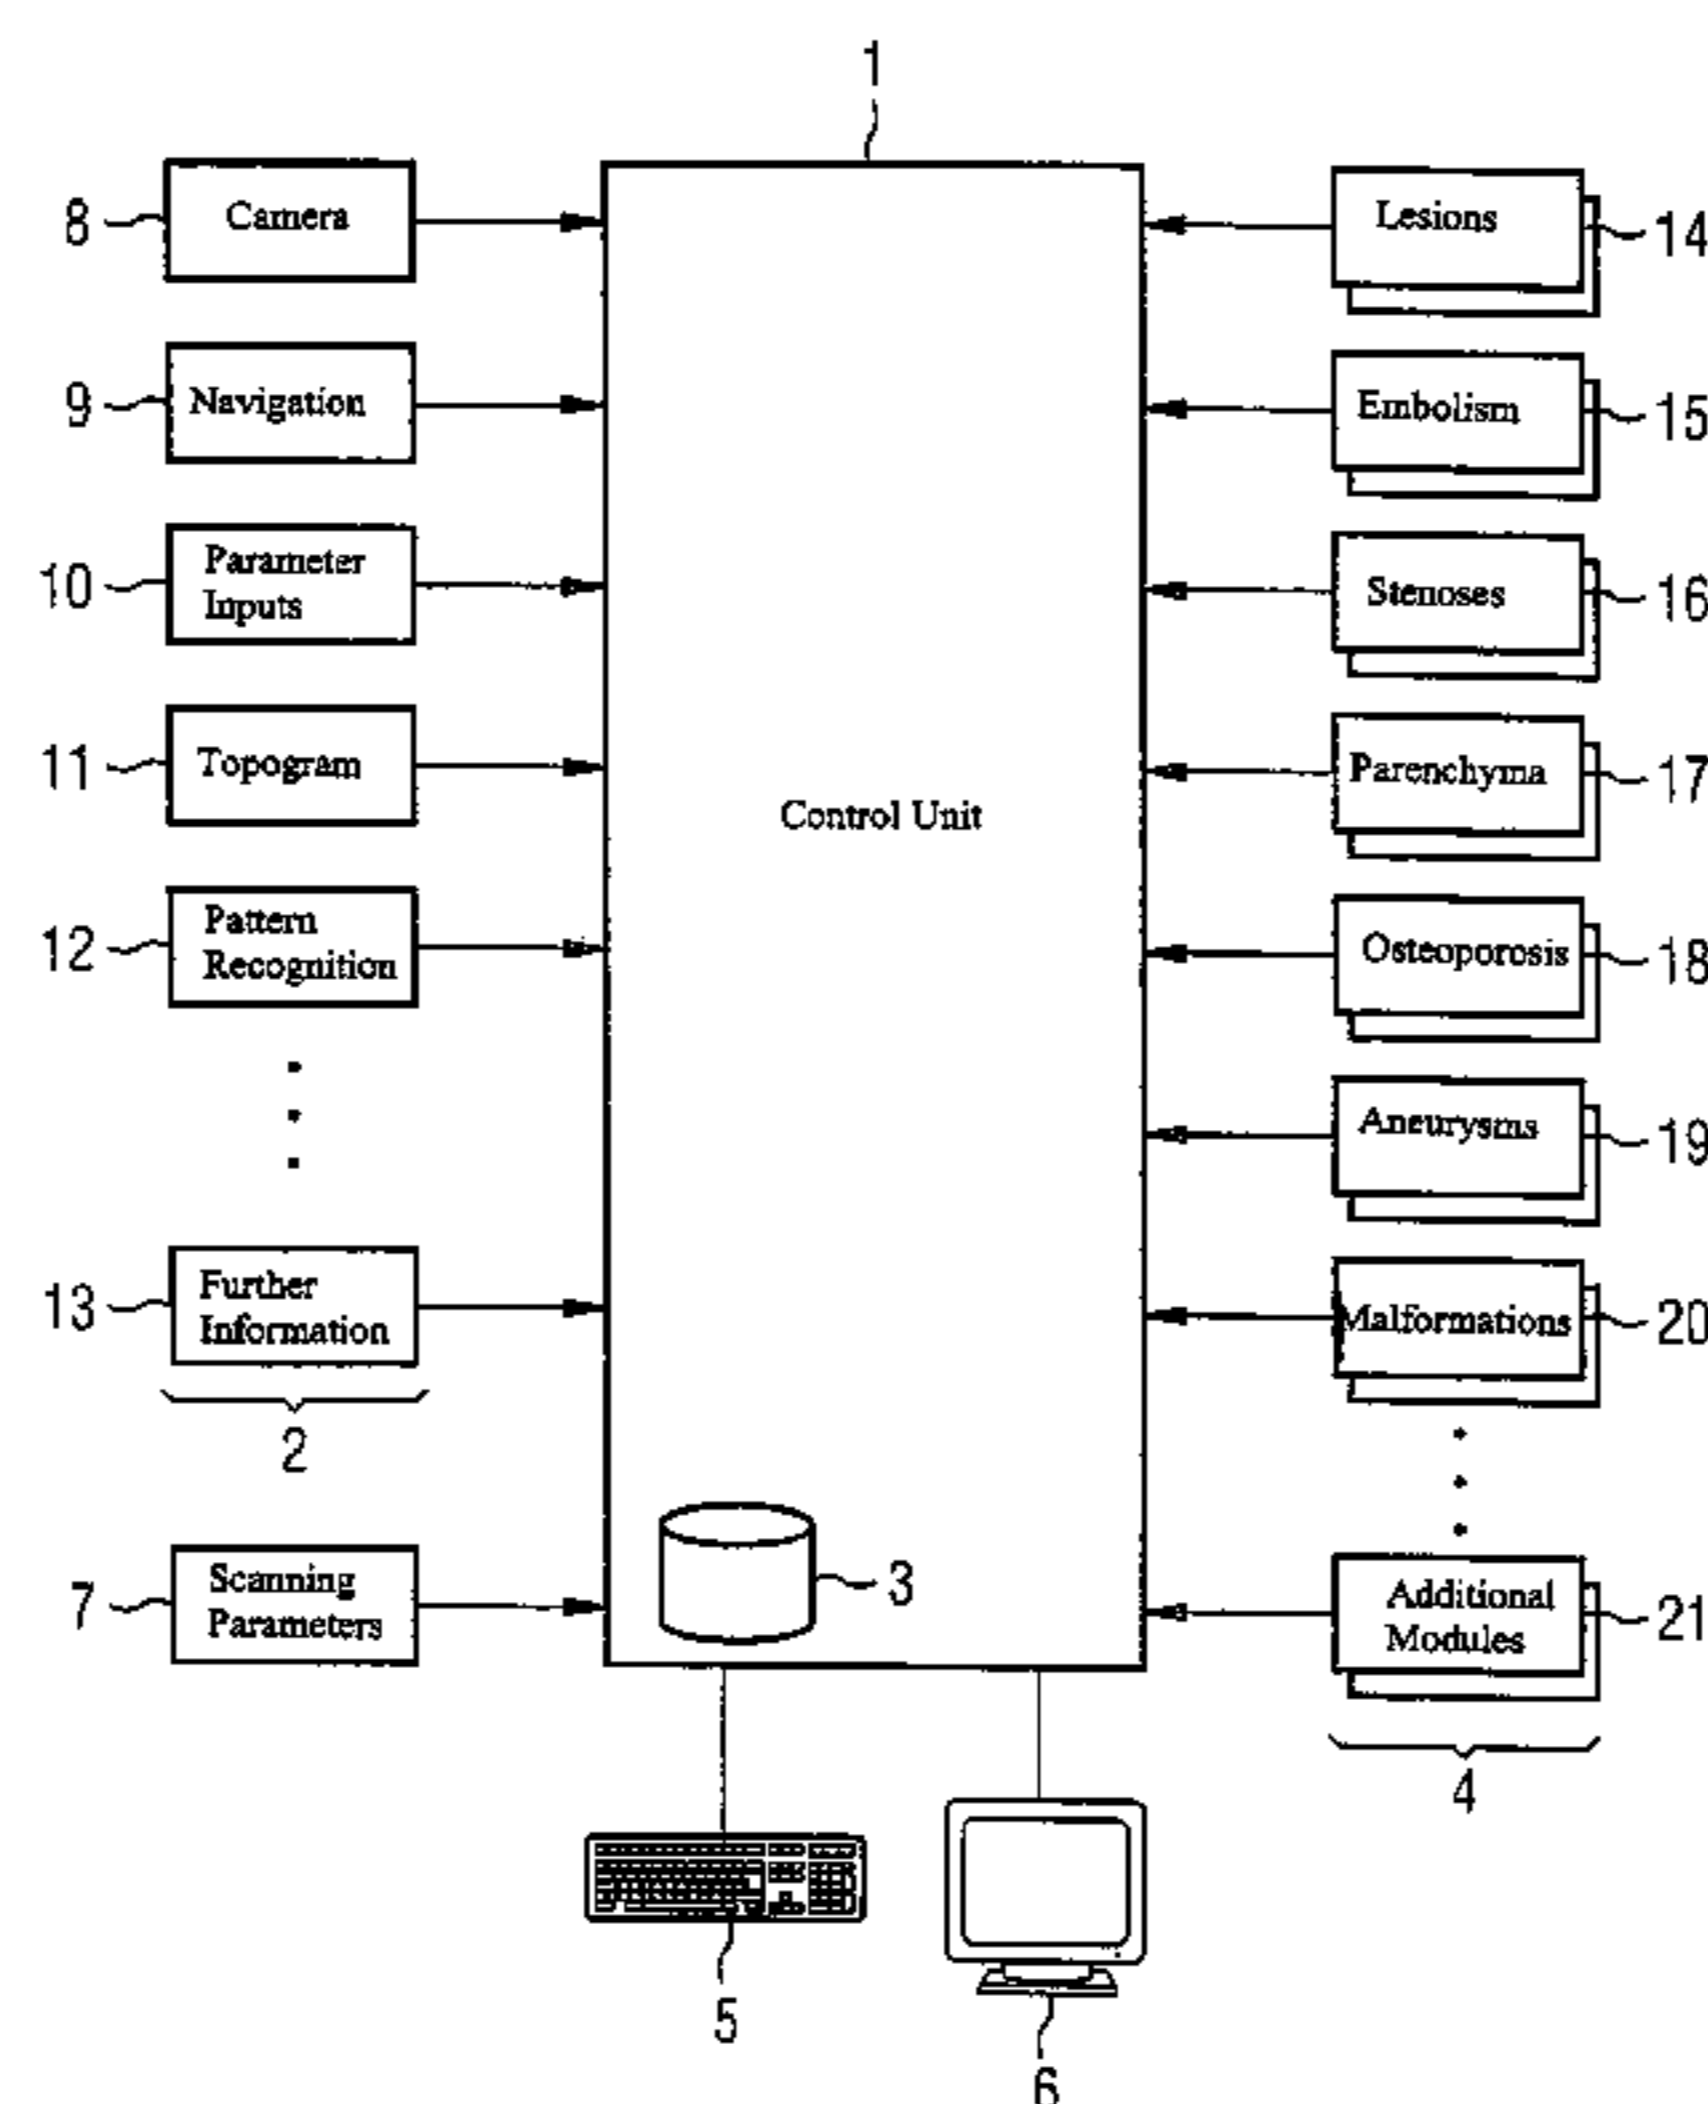 1
8
Camera
9
Navigation
10
Parameter
Inputs
11
Topogram
12
Pattern
Recognition
13
Further
Information
2
7
Scanning
Parameters
Control Unit
3
5
6
Lesions
14
Embolism
15
Stenoses
16
Parenchyma
17
Osteoporosis
18
Aneurysms
19
Malformations
20
Additional
Modules
21
4